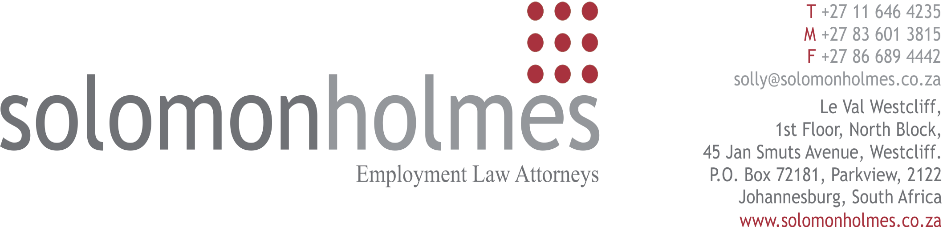 solomonholmes
Employment Law Attorneys
T +27 11 646 4235
M +27 83 601 3815
F +27 86 689 4442
solly@solomonholmes.co.za
Le Val Westcliff,
1st Floor, North Block,
45 Jan Smuts Avenue, Westcliff.
P.O. Box 72181, Parkview, 2122
Johannesburg, South Africa
www.solomonholmes.co.za